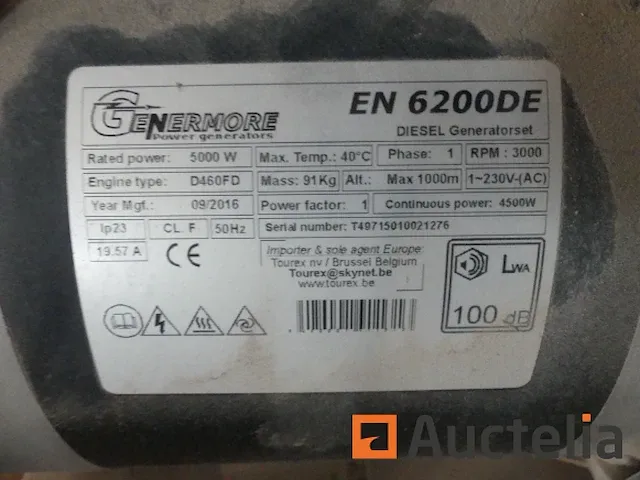 GENERMORE
Power generators
EN 6200DE
DIESEL Generatorset
Rated power: 5000 W
Max. Temp.: 40°C
Phase: 1
RPM : 3000
Engine type: D460FD
Mass: 91Kg
Alt.: Max 1000m
1~230V-(AC)
Year Mgf.: 09/2016
Power factor: 1
Continuous power: 4500W
Ip23
CL. F
50Hz
Serial number: T49715010021276
19.57 A
CE
Importer & sole agent Europe:
Tourex nv / Brussel Belgium
Tourex@skynet.be
www.tourex.be
LWA
100 dB
Auctelia